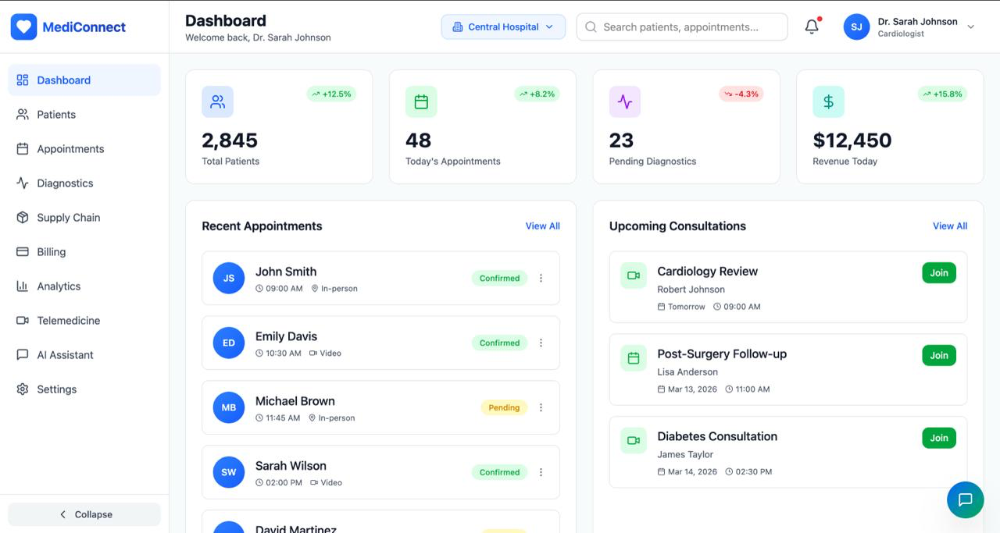 MediConnect
Dashboard
Patients
Appointments
Diagnostics
Supply Chain
Billing
Analytics
Telemedicine
AI Assistant
Settings
Collapse
Dashboard
Welcome back, Dr. Sarah Johnson
Central Hospital
Search patients, appointments...
SJ
Dr. Sarah Johnson
Cardiologist
+12.5%
2,845
Total Patients
+8.2%
48
Today's Appointments
-4.3%
23
Pending Diagnostics
+15.8%
$12,450
Revenue Today
Recent Appointments
View All
JS
John Smith
09:00 AM In-person
Confirmed
ED
Emily Davis
10:30 AM Video
Confirmed
MB
Michael Brown
11:45 AM In-person
Pending
SW
Sarah Wilson
02:00 PM Video
Confirmed
David Martinez
Upcoming Consultations
View All
Cardiology Review
Robert Johnson
Tomorrow 09:00 AM
Join
Post-Surgery Follow-up
Lisa Anderson
Mar 13, 2026 11:00 AM
Join
Diabetes Consultation
James Taylor
Mar 14, 2026 02:30 PM
Join